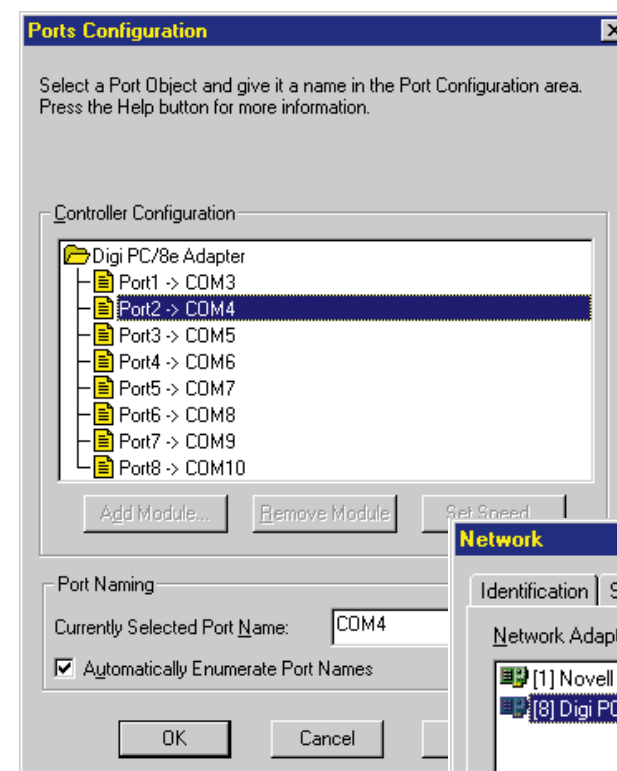 Ports Configuration
Select a Port Object and give it a name in the Port Configuration area.
Press the Help button for more information.
Controller Configuration
Digi PC/8e Adapter
Port1 -> COM3
Port2 -> COM4
Port3 -> COM5
Port4 -> COM6
Port5 -> COM7
Port6 -> COM8
Port7 -> COM9
Port8 -> COM10
Add Module...
Remove Module
Set Speed
Port Naming
Currently Selected Port Name:
COM4
Automatically Enumerate Port Names
OK
Cancel
Network
Identification
S
Network Adap
[1] Novell
[8] Digi PC